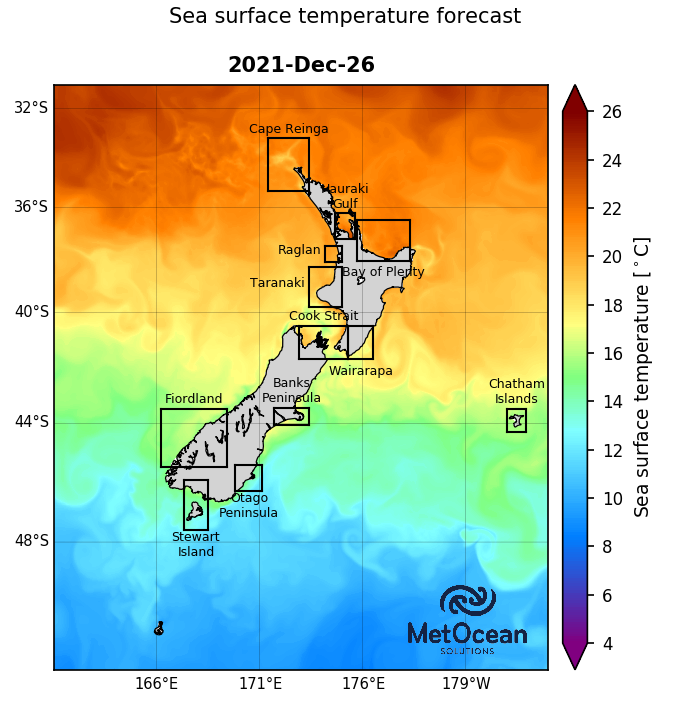 Sea surface temperature forecast
2021-Dec-26
32°S
36°S
40°S
44°S
48°S
Cape Reinga
Hauraki
Gulf
Raglan
Bay of Plenty
Taranaki
Cook Strait
Wairarapa
Banks
Peninsula
Fiordland
Chatham
Islands
Otago
Peninsula
Stewart
Island
MetOcean
SOLUTIONS
166°E
171°E
176°E
179°W
26
24
22
20
18
16
14
12
10
8
6
4
Sea surface temperature [°C]